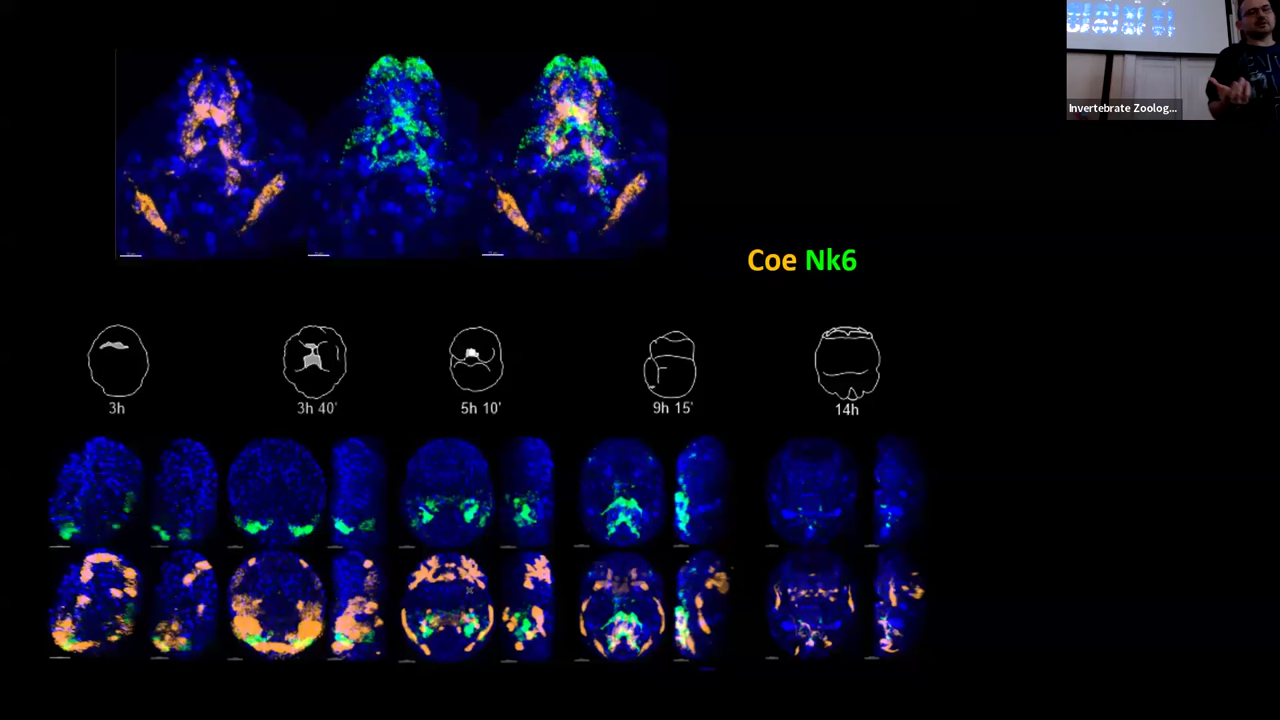 Invertebrate Zoolog...
Coe Nk6
3h
3h 40'
5h 10'
9h 15'
14h